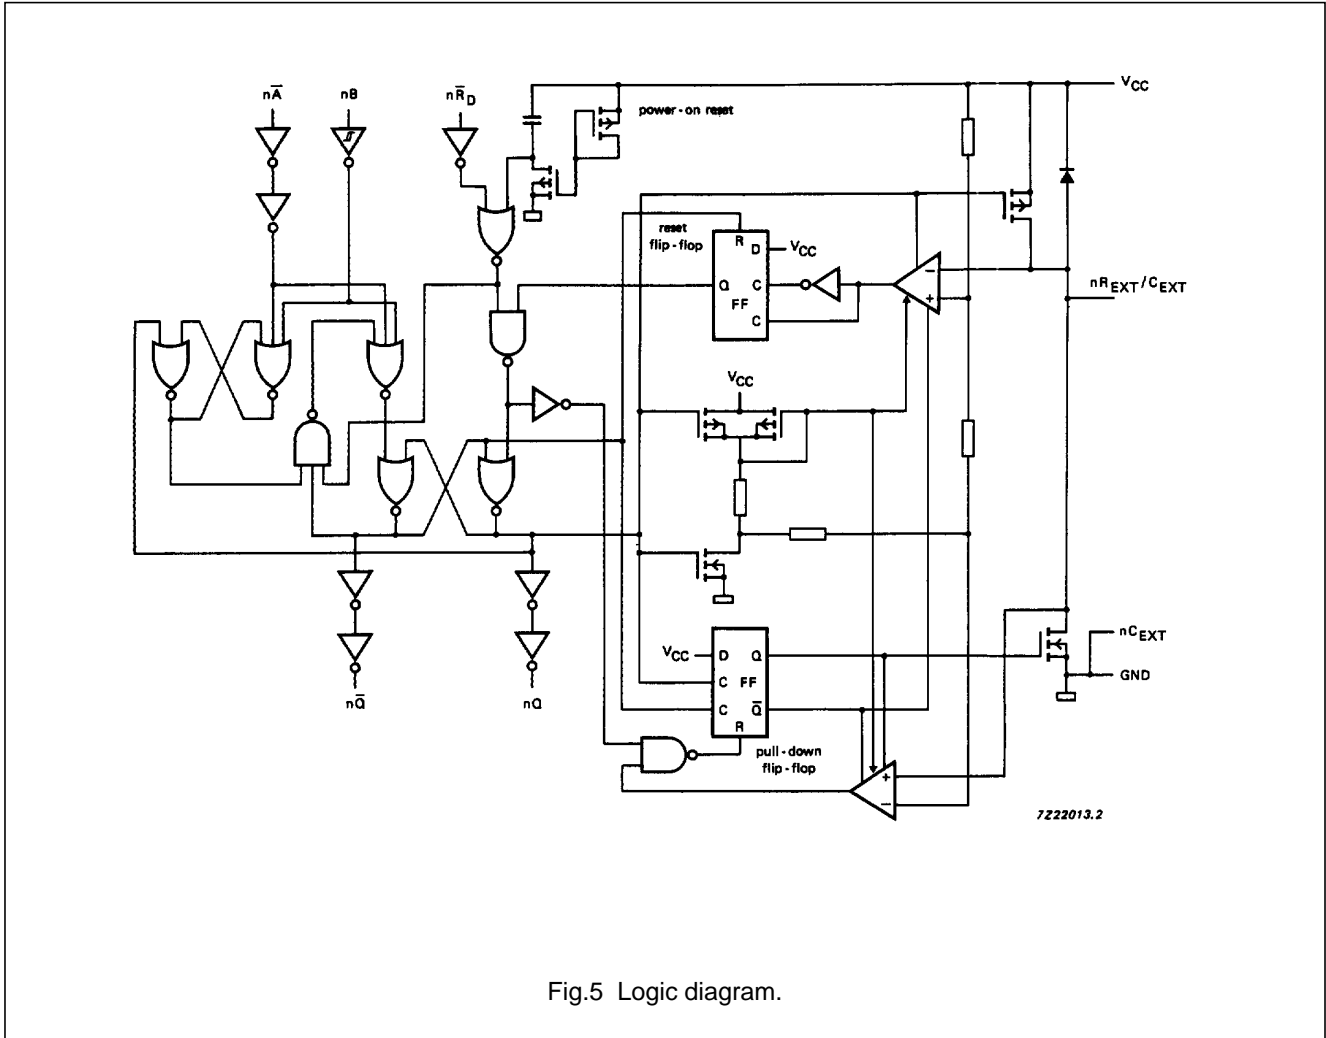 nA̅ nB nR̅D
VCC
power-on reset
reset
flip-flop
R
D VCC
Q C
FF
C
−
+
nREXT/CEXT
VCC
VCC D Q
C FF
C Q̅
R
nCEXT
GND
nQ̅ nQ
pull-down
flip-flop
+
−
7Z22013.2
Fig.5 Logic diagram.